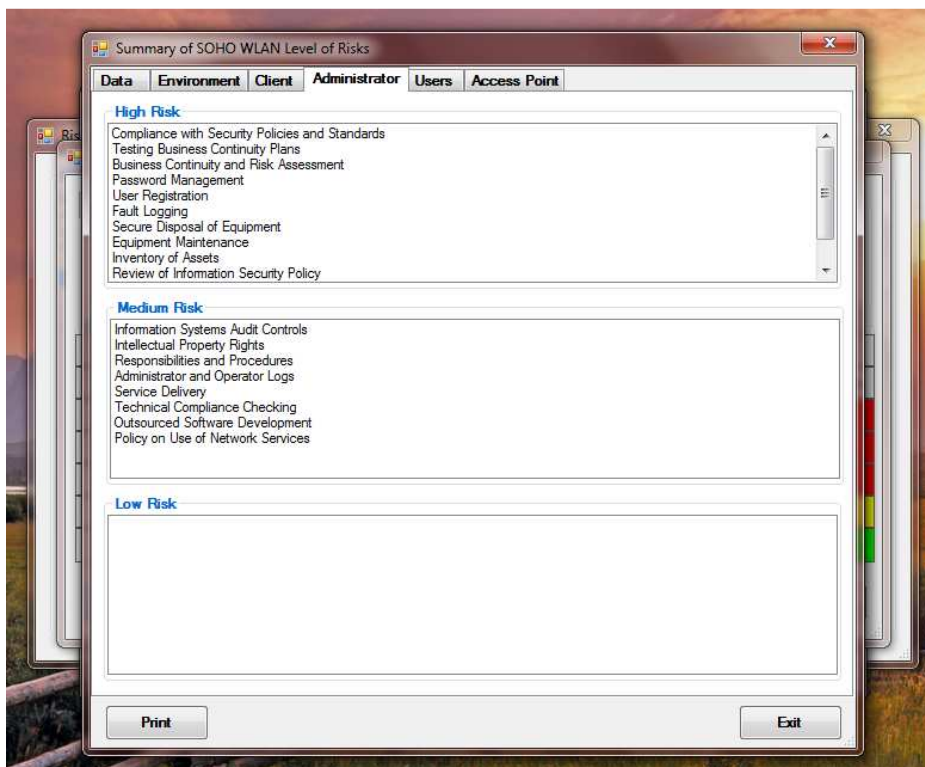 Summary of SOHO WLAN Level of Risks
Ris
Data Environment Client Administrator Users Access Point
High Risk
Compliance with Security Policies and Standards
Testing Business Continuity Plans
Business Continuity and Risk Assessment
Password Management
User Registration
Fault Logging
Secure Disposal of Equipment
Equipment Maintenance
Inventory of Assets
Review of Information Security Policy
Medium Risk
Information Systems Audit Controls
Intellectual Property Rights
Responsibilities and Procedures
Administrator and Operator Logs
Service Delivery
Technical Compliance Checking
Outsourced Software Development
Policy on Use of Network Services
Low Risk
Print Exit